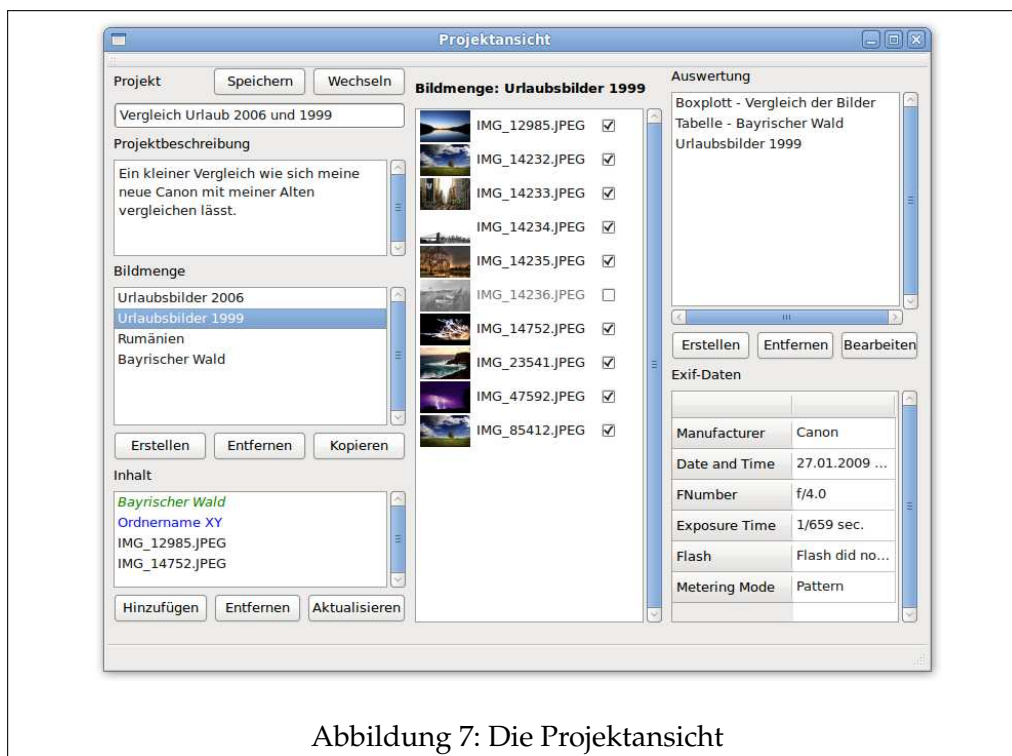 Projektansicht
Projekt
Speichern
Wechseln
Vergleich Urlaub 2006 und 1999
Projektbeschreibung
Ein kleiner Vergleich wie sich meine
neue Canon mit meiner Alten
vergleichen lässt.
Bildmenge
Urlaubsbilder 2006
Urlaubsbilder 1999
Rumänien
Bayrischer Wald
Erstellen
Entfernen
Kopieren
Inhalt
Bayrischer Wald
Ordnername XY
IMG_12985.JPEG
IMG_14752.JPEG
Hinzufügen
Entfernen
Aktualisieren
Bildmenge: Urlaubsbilder 1999
IMG_12985.JPEG
IMG_14232.JPEG
IMG_14233.JPEG
IMG_14234.JPEG
IMG_14235.JPEG
IMG_14236.JPEG
IMG_14752.JPEG
IMG_23541.JPEG
IMG_47592.JPEG
IMG_85412.JPEG
Auswertung
Boxplott - Vergleich der Bilder
Tabelle - Bayrischer Wald
Urlaubsbilder 1999
Erstellen
Entfernen
Bearbeiten
Exif-Daten
Manufacturer Canon
Date and Time 27.01.2009 ...
FNumber f/4.0
Exposure Time 1/659 sec.
Flash Flash did no...
Metering Mode Pattern
Abbildung 7: Die Projektansicht